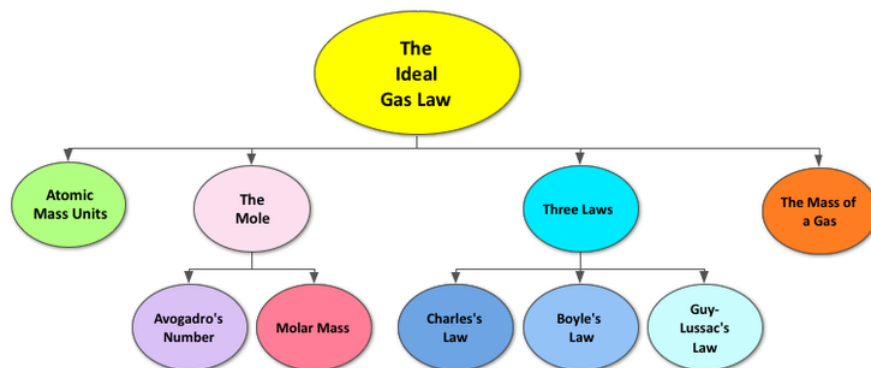 The
Ideal
Gas Law
Atomic
Mass Units
The
Mole
Three Laws
The Mass of
a Gas
Avogadro's
Number
Molar Mass
Charles's
Law
Boyle's
Law
Guy-
Lussac's
Law